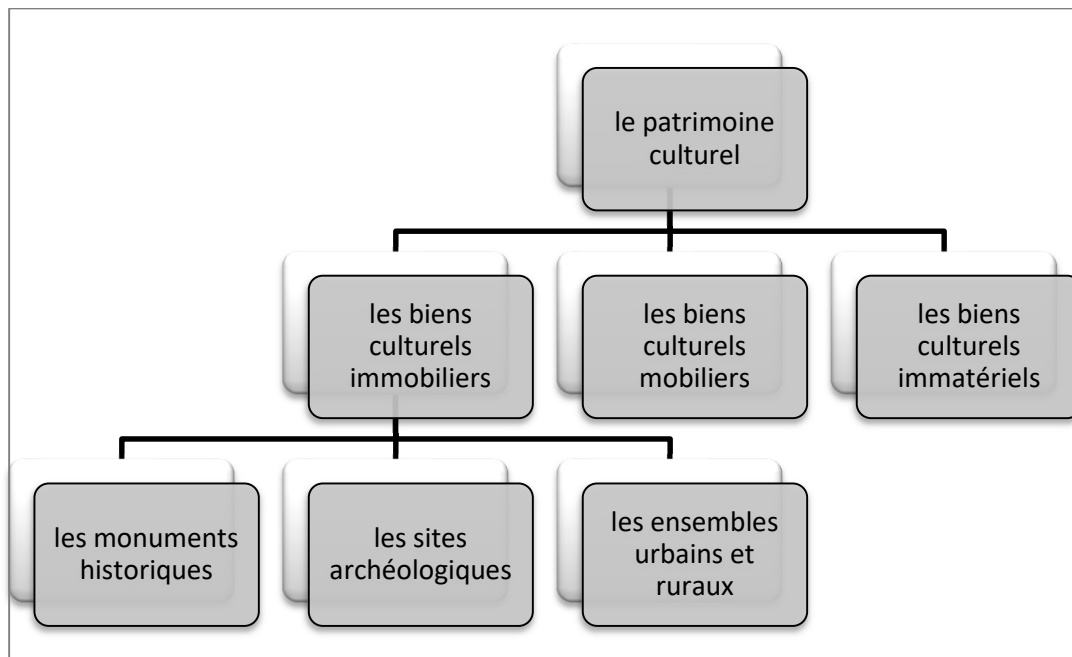 le patrimoine
culturel
les biens
culturels
immobiliers
les biens
culturels
mobiliers
les biens
culturels
immatériels
les monuments
historiques
les sites
archéologiques
les ensembles
urbains et
ruraux